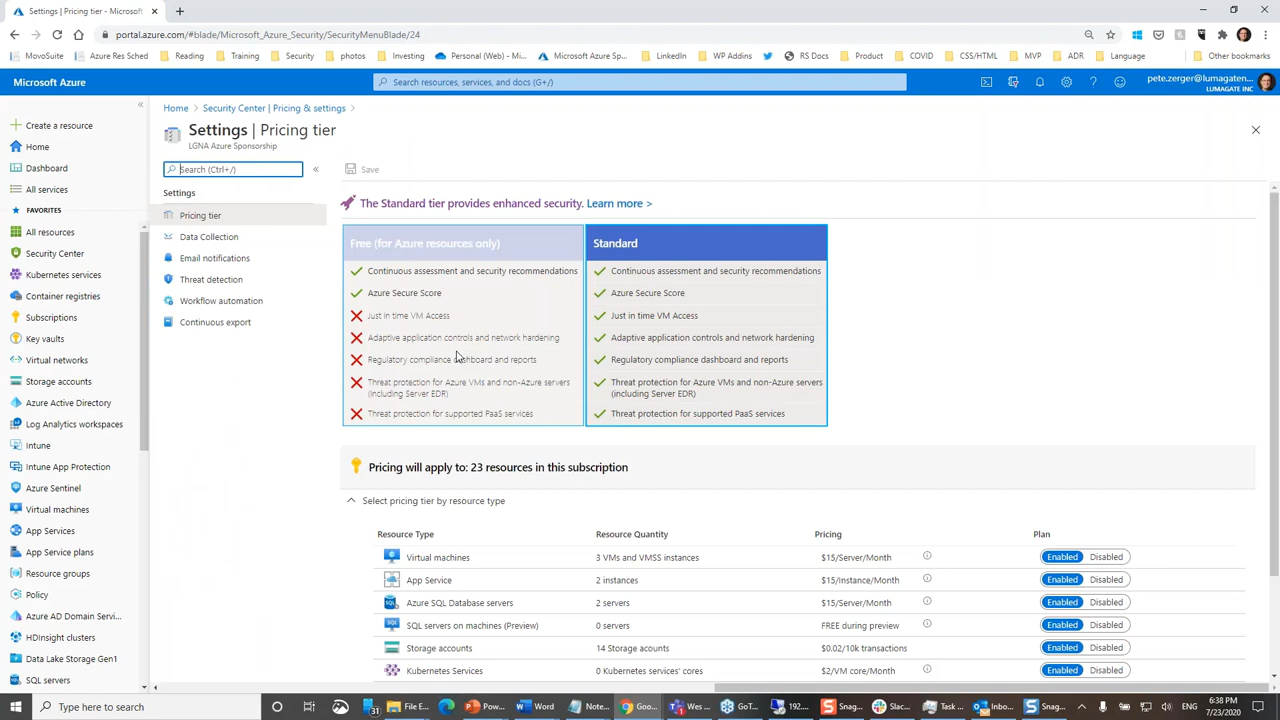 Settings | Pricing tier - Microsoft
portal.azure.com/#blade/Microsoft_Azure_Security/SecurityMenuBlade/24
MovoSuite
Azure Res Sched
Reading
Training
Security
photos
Investing
Personal (Web) - Mi...
Microsoft Azure Sp...
LinkedIn
WP Addins
RS Docs
Product
COVID
CSS/HTML
MVP
ADR
Language
Other bookmarks
Microsoft Azure
Search resources, services, and docs (G+/)
pete.zerger@lumagaten...
LUMAGATE INC
Create a resource
Home
Dashboard
All services
FAVORITES
All resources
Security Center
Kubernetes services
Container registries
Subscriptions
Key vaults
Virtual networks
Storage accounts
Azure Active Directory
Log Analytics workspaces
Intune
Intune App Protection
Azure Sentinel
Virtual machines
App Services
App Service plans
Resource groups
Policy
Azure AD Domain Servi...
HDInsight clusters
Data Lake Storage Gen1
SQL servers
Home > Security Center | Pricing & settings >
Settings | Pricing tier
LGNA Azure Sponsorship
Search (Ctrl+/)
«
Settings
Pricing tier
Data Collection
Email notifications
Threat detection
Workflow automation
Continuous export
Save
The Standard tier provides enhanced security. Learn more >
Free (for Azure resources only)
Continuous assessment and security recommendations
Azure Secure Score
Just in time VM Access
Adaptive application controls and network hardening
Regulatory compliance dashboard and reports
Threat protection for Azure VMs and non-Azure servers
(including Server EDR)
Threat protection for supported PaaS services
Standard
Continuous assessment and security recommendations
Azure Secure Score
Just in time VM Access
Adaptive application controls and network hardening
Regulatory compliance dashboard and reports
Threat protection for Azure VMs and non-Azure servers
(including Server EDR)
Threat protection for supported PaaS services
Pricing will apply to: 23 resources in this subscription
Select pricing tier by resource type
Resource Type Resource Quantity Pricing Plan
Virtual machines 3 VMs and VMSS instances $15/Server/Month Enabled Disabled
App Service 2 instances $15/Instance/Month Enabled Disabled
Azure SQL Database servers 2 servers $15/Server/Month Enabled Disabled
SQL servers on machines (Preview) 0 servers FREE during preview Enabled Disabled
Storage accounts 14 Storage acounts $0.02/10k transactions Enabled Disabled
Kubernetes Services 0 Kubernetes services' cores $2/VM core/Month Enabled Disabled
Type here to search
31
File E...
Pow...
Word
Note...
Goo...
Wes ...
GoT...
192....
Snag...
Slac...
Task ...
Inbo...
Snag...
6:38 PM
7/23/2020